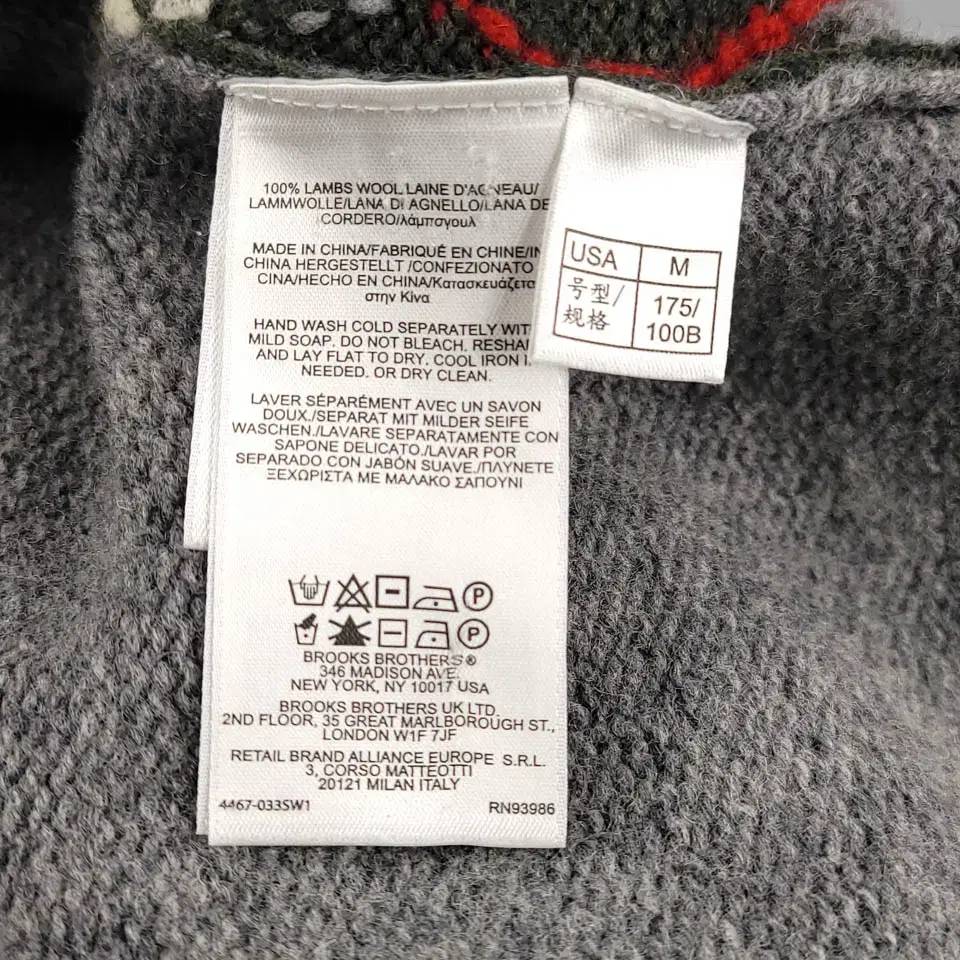 100% LAMBS WOOL LAINE D'AGNEAU/
LAMMWOLLE/LANA DI AGNELLO/LANA DE
CORDERO/λάμπσγουλ
MADE IN CHINA/FABRIQUÉ EN CHINE/IN
CHINA HERGESTELLT /CONFEZIONATO
CINA/HECHO EN CHINA/Κατασκευάζετα
στην Κίνα
HAND WASH COLD SEPARATELY WIT
MILD SOAP. DO NOT BLEACH. RESHA
AND LAY FLAT TO DRY. COOL IRON
NEEDED. OR DRY CLEAN.
LAVER SÉPARÉMENT AVEC UN SAVON
DOUX./SEPARAT MIT MILDER SEIFE
WASCHEN./LAVARE SEPARATAMENTE CON
SAPONE DELICATO./LAVAR POR
SEPARADO CON JABÓN SUAVE./ΠΛΥΝΕΤΕ
ΞΕΧΩΡΙΣΤΑ ΜΕ ΜΑΛΑΚΟ ΣΑΠΟΥΝΙ
P
P
BROOKS BROTHERS®
346 MADISON AVE.
NEW YORK, NY 10017 USA
BROOKS BROTHERS UK LTD.
2ND FLOOR, 35 GREAT MARLBOROUGH ST.,
LONDON W1F 7JF
RETAIL BRAND ALLIANCE EUROPE S.R.L.
3, CORSO MATTEOTTI
20121 MILAN ITALY
4467-033SW1 RN93986
USA M
号型/ 175/
规格 100B